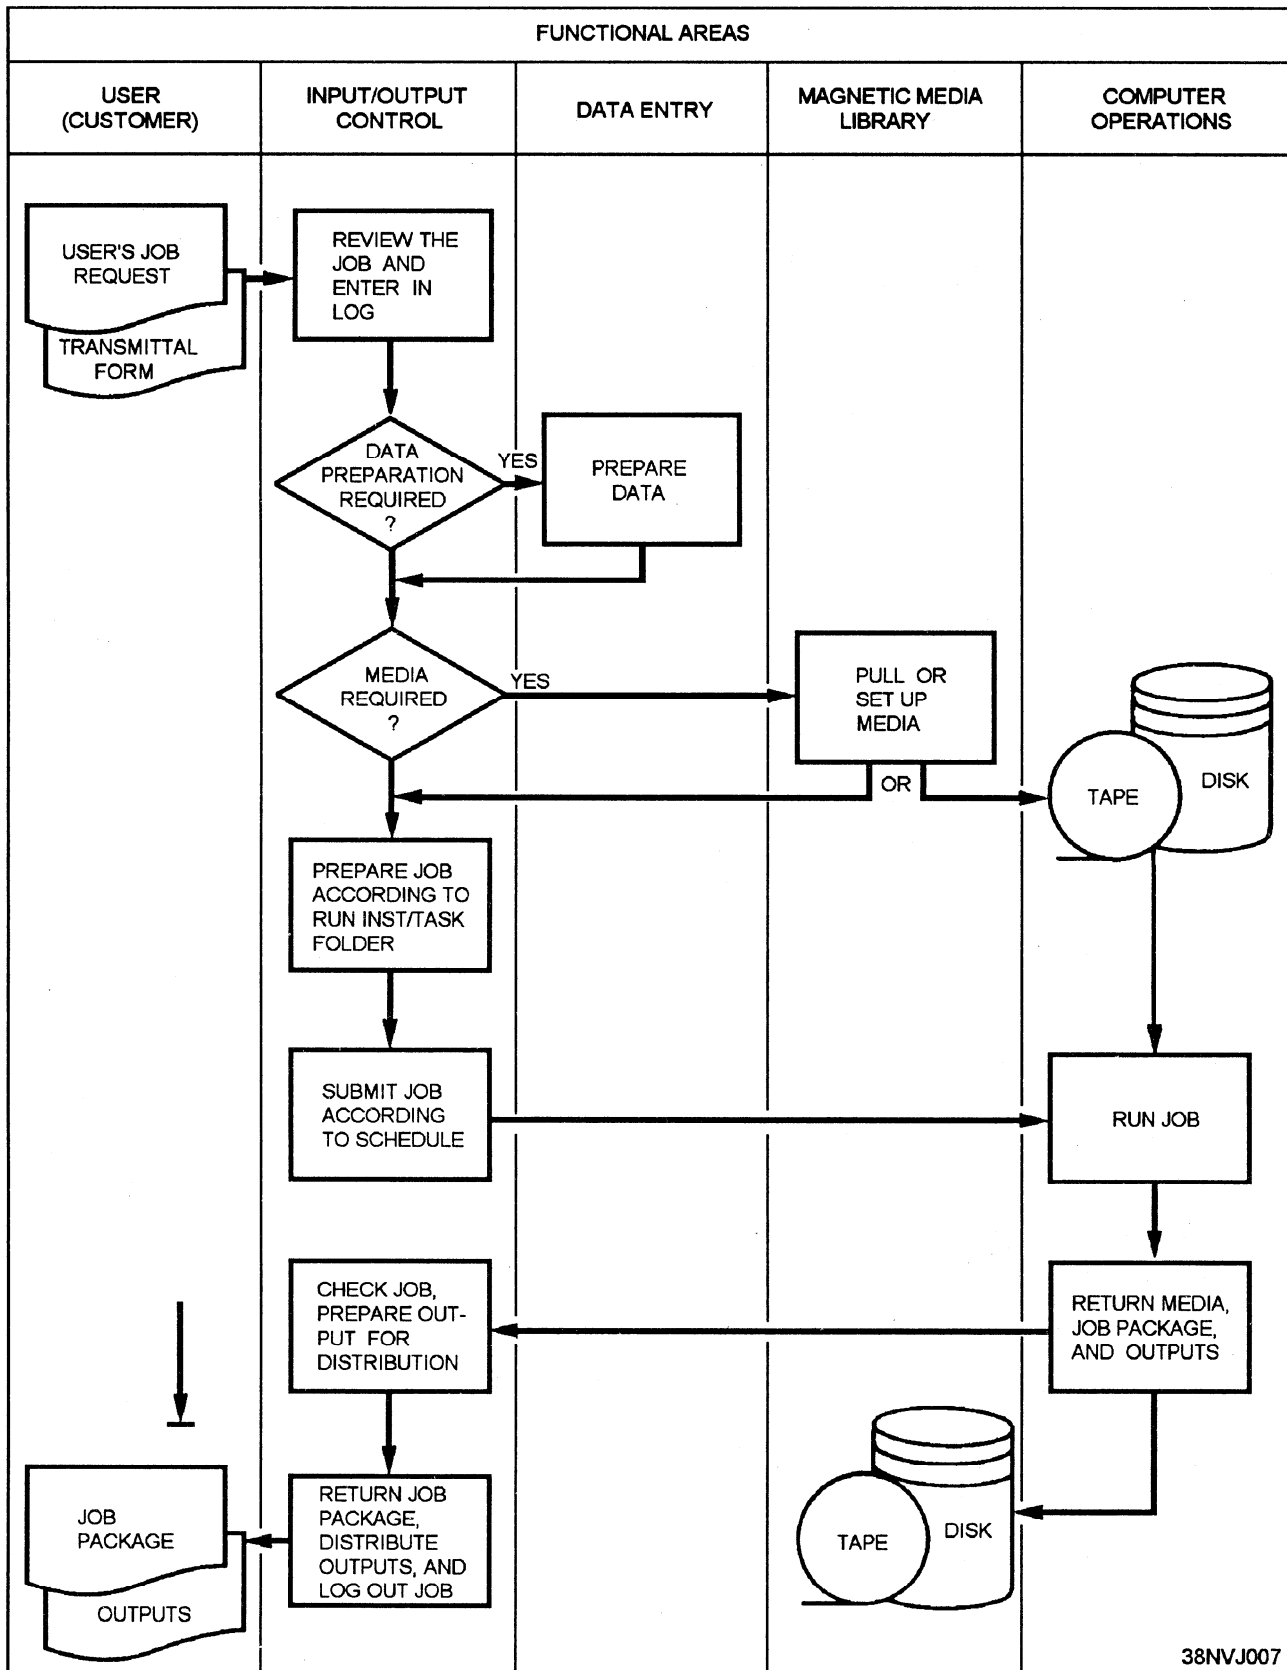 FUNCTIONAL AREAS
USER
(CUSTOMER)
INPUT/OUTPUT
CONTROL
DATA ENTRY
MAGNETIC MEDIA
LIBRARY
COMPUTER
OPERATIONS
USER'S JOB
REQUEST
TRANSMITTAL
FORM
REVIEW THE
JOB AND
ENTER IN
LOG
DATA
PREPARATION
REQUIRED
?
YES
PREPARE
DATA
MEDIA
REQUIRED
?
YES
PULL OR
SET UP
MEDIA
OR
TAPE
DISK
PREPARE JOB
ACCORDING TO
RUN INST/TASK
FOLDER
SUBMIT JOB
ACCORDING
TO SCHEDULE
RUN JOB
CHECK JOB,
PREPARE OUT-
PUT FOR
DISTRIBUTION
RETURN MEDIA,
JOB PACKAGE,
AND OUTPUTS
JOB
PACKAGE
OUTPUTS
RETURN JOB
PACKAGE,
DISTRIBUTE
OUTPUTS, AND
LOG OUT JOB
TAPE
DISK
38NVJ007